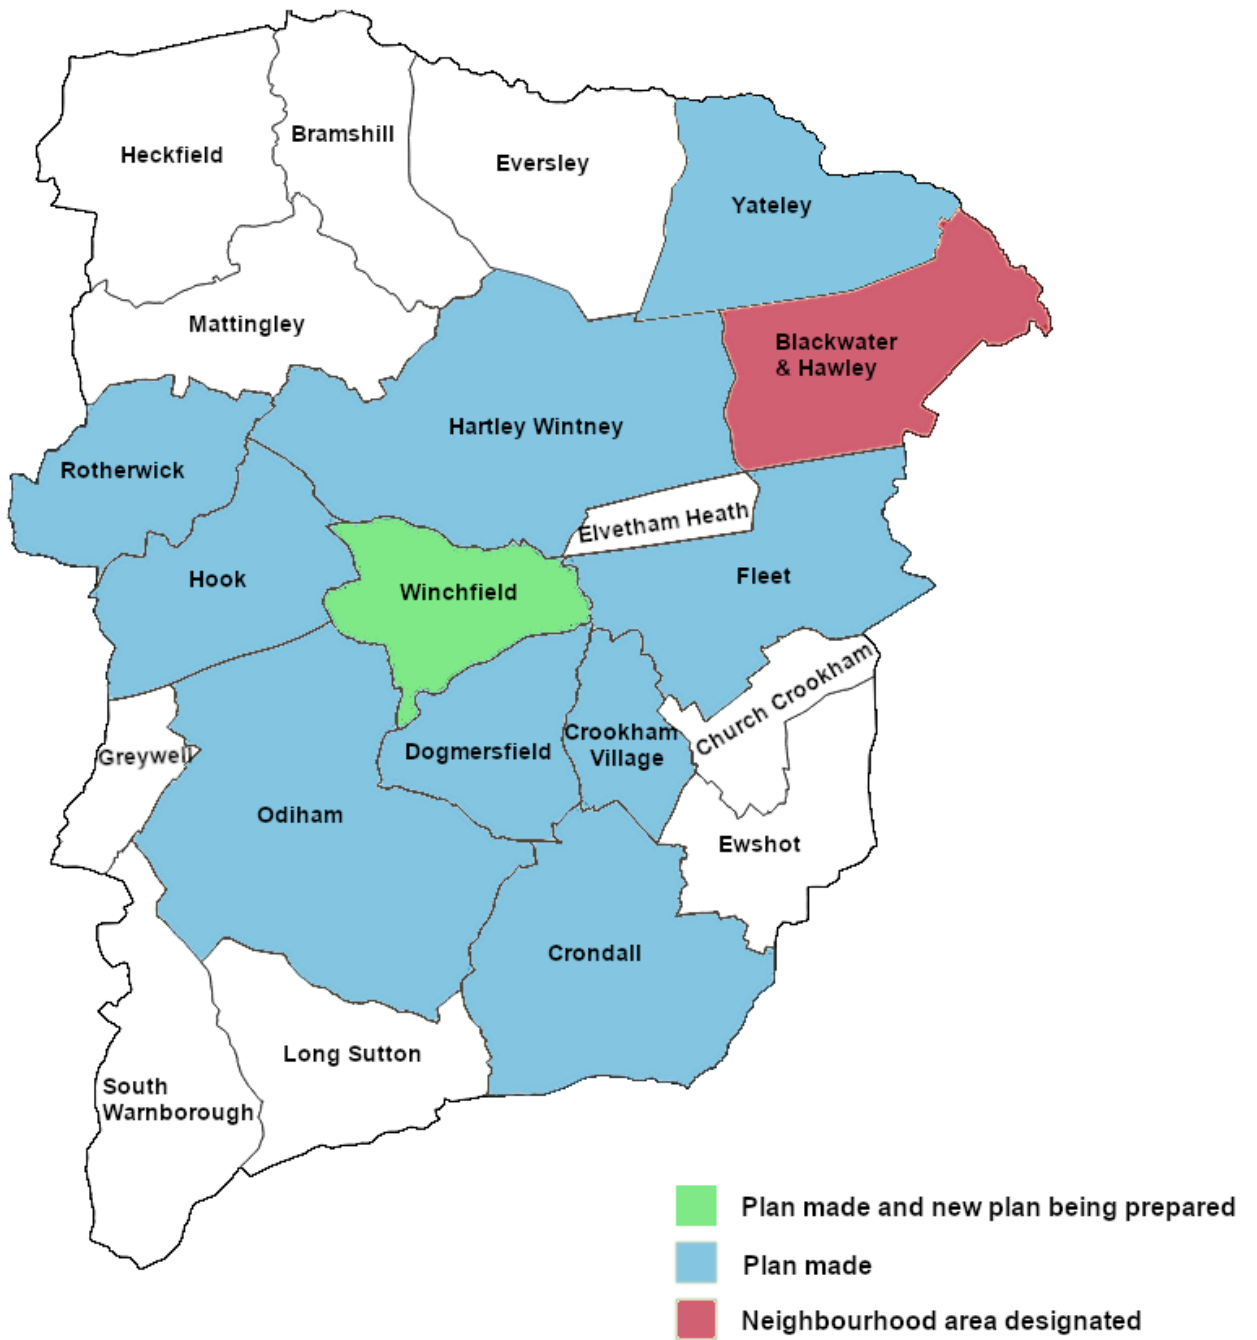 Bramshill
Heckfield
Eversley
Yateley
Mattingley
Blackwater
& Hawley
Hartley Wintney
Rotherwick
Elvetham Heath
Hook
Fleet
Winchfield
Church Crookham
Crookham
Village
Dogmersfield
Greywell
Odiham
Ewshot
Crondall
Long Sutton
South
Warnborough
Plan made and new plan being prepared
Plan made
Neighbourhood area designated